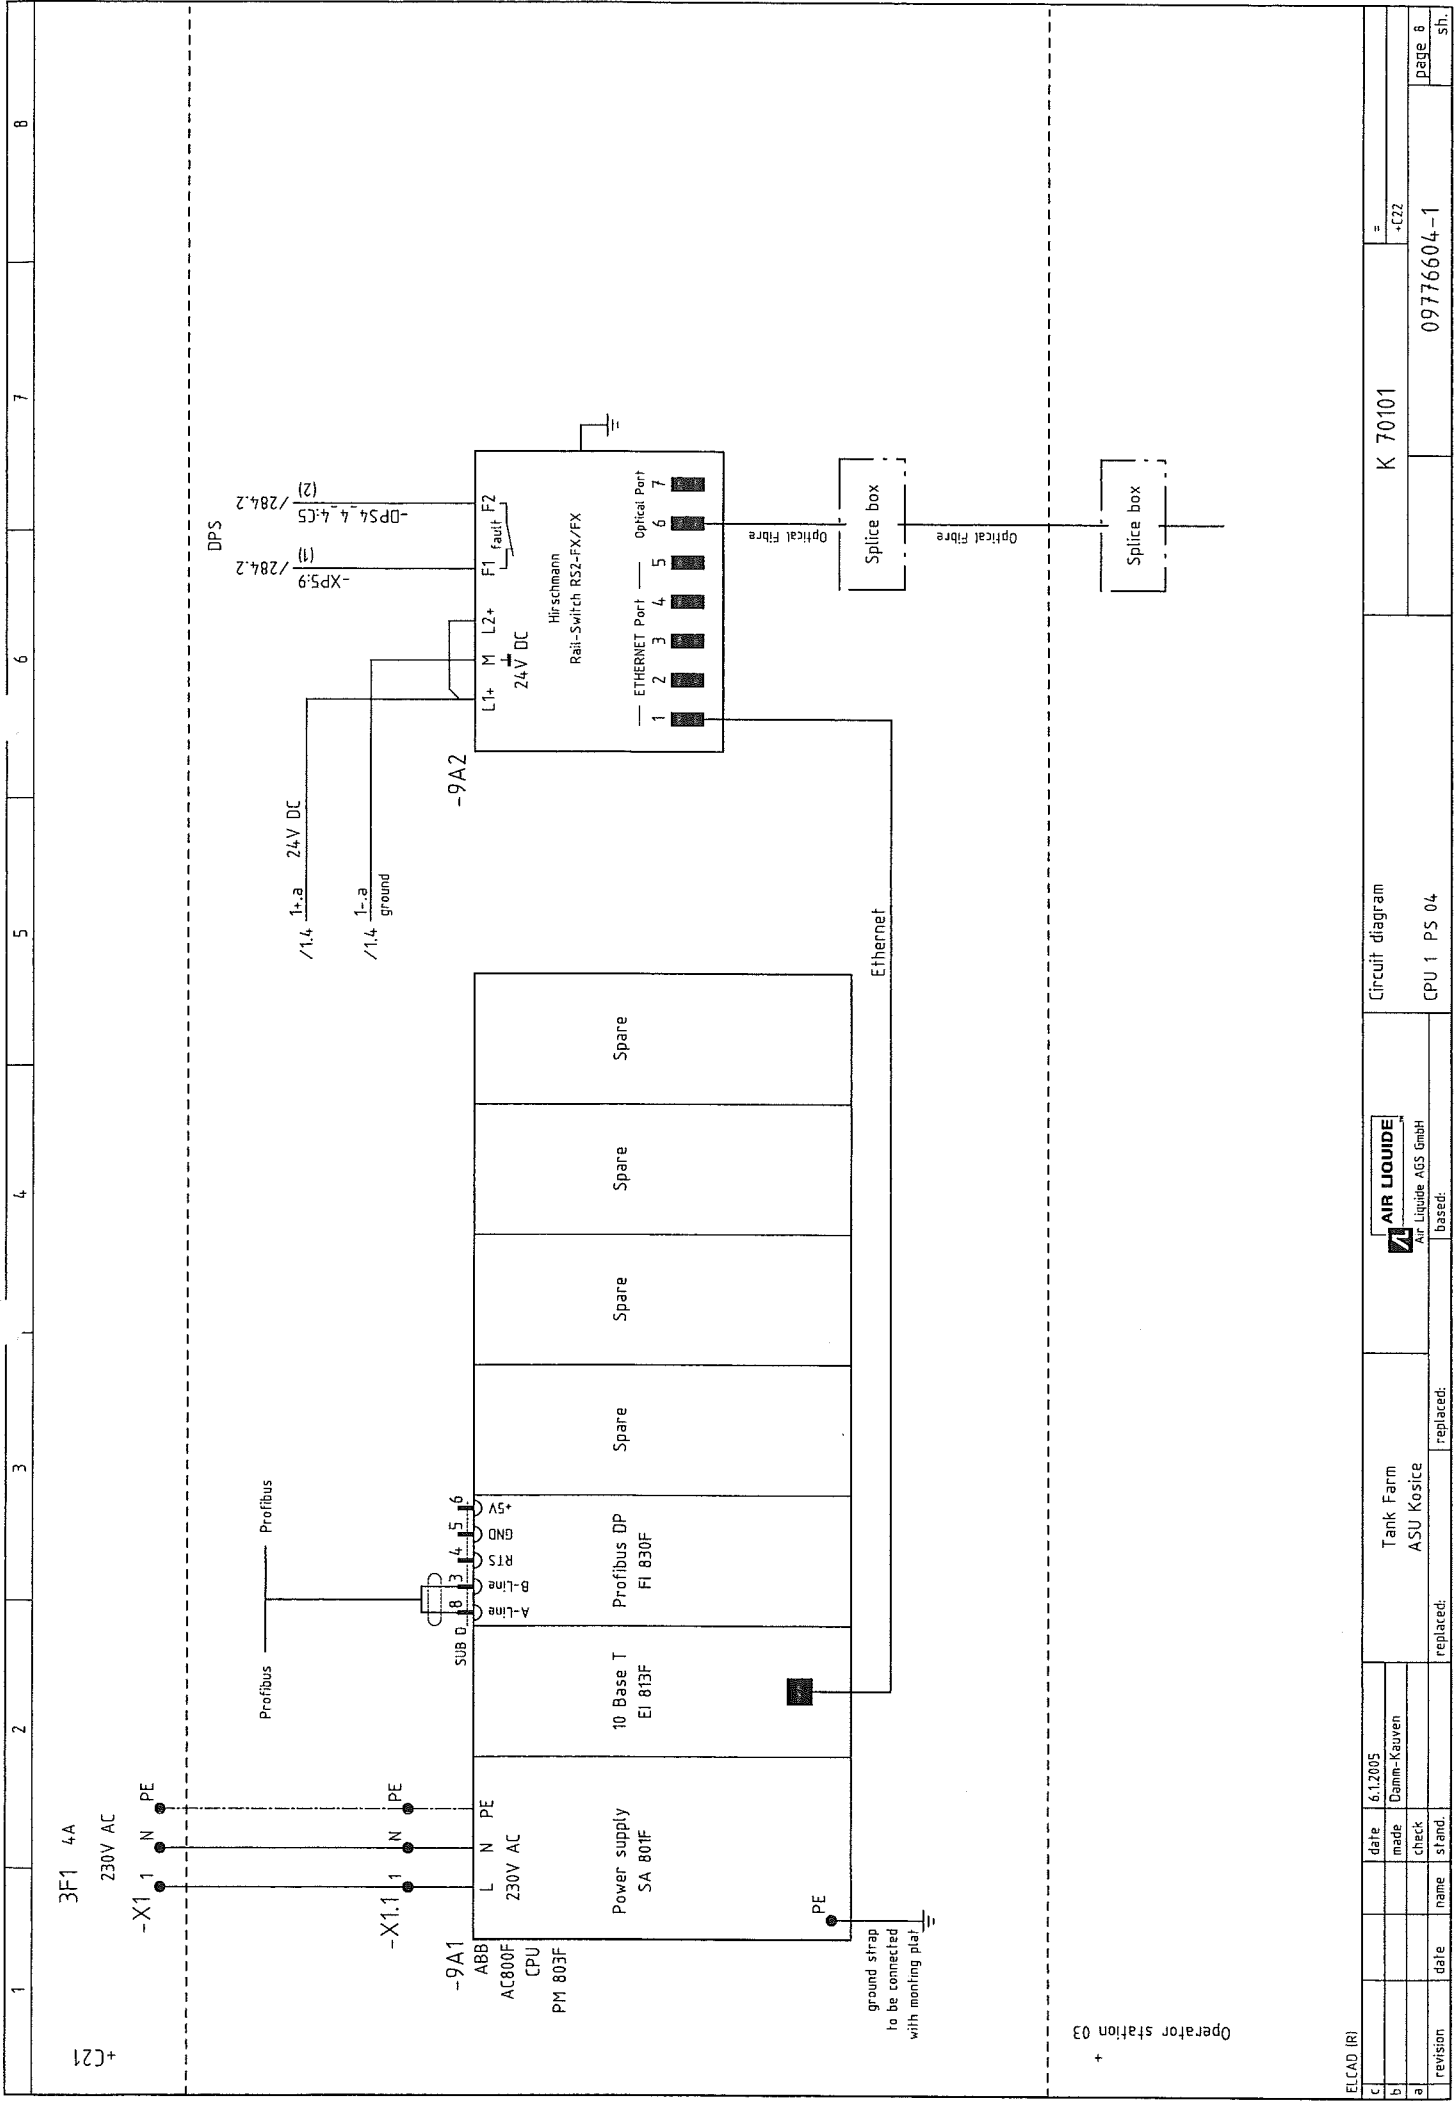 1 2 3 4 5 6 7 8
+C21
3F1 4A
230V AC
-X1 1 N PE
-X1.1 1 N PE
-9A1
ABB
AC800F
CPU
PM 803F
L N PE
230V AC
Power supply
SA 801F
PE
ground strap
to be connected
with monting plat
10 Base T
EI 813F
Profibus Profibus
SUB D
8 3 4 5 6
A-Line
B-Line
RTS
GND
+5V
Profibus DP
FI 830F
Spare
Spare
Spare
Spare
Ethernet
/1.4 1+.a 24V DC
/1.4 1-.a
ground
DPS
/284.2 (1)
-XP5:9
/284.2 (2)
-DPS4_4_4:C5
-9A2
L1+ M L2+ F1 F2
24V DC
fault
Hirschmann
Rail-Switch RS2-FX/FX
ETHERNET Port Optical Port
1 2 3 4 5 6 7
Optical Fibre
Splice box
Optical Fibre
Splice box
+
Operator station 03
ELCAD (R)
c
b
a
revision date name stand.
date 6.1.2005
made Damm-Kauven
check
Tank Farm
ASU Kosice
replaced: replaced:
AIR LIQUIDE
™
Air Liquide AGS GmbH
based:
Circuit diagram
CPU 1 PS 04
K 70101
=
+C22
09776604-1
page 8
sh.